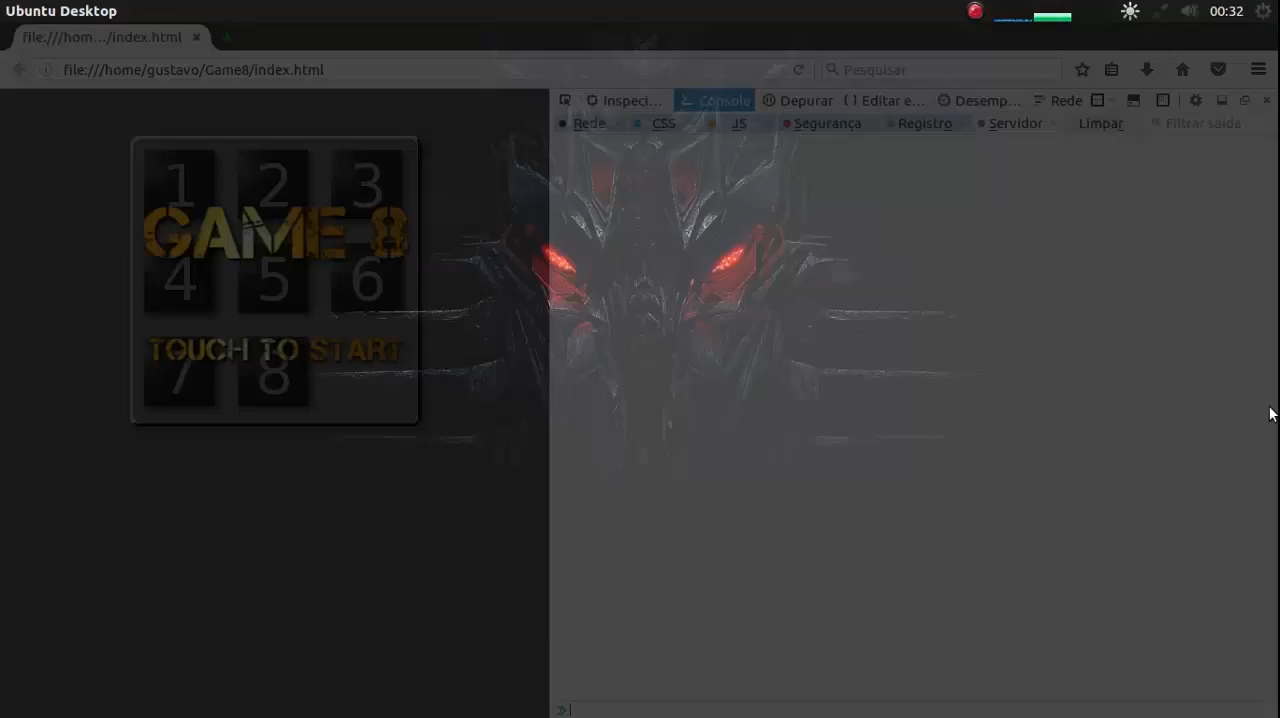 Ubuntu Desktop 00:32
file:///hom.../index.html ×
file:///home/gustavo/Game8/index.html Pesquisar
Inspeci... Console Depurar Editar e... Desemp... Rede
Rede CSS JS Segurança Registro Servidor Limpar Filtrar saída
1 2 3
GAME 8
4 5 6
TOUCH TO START
7 8